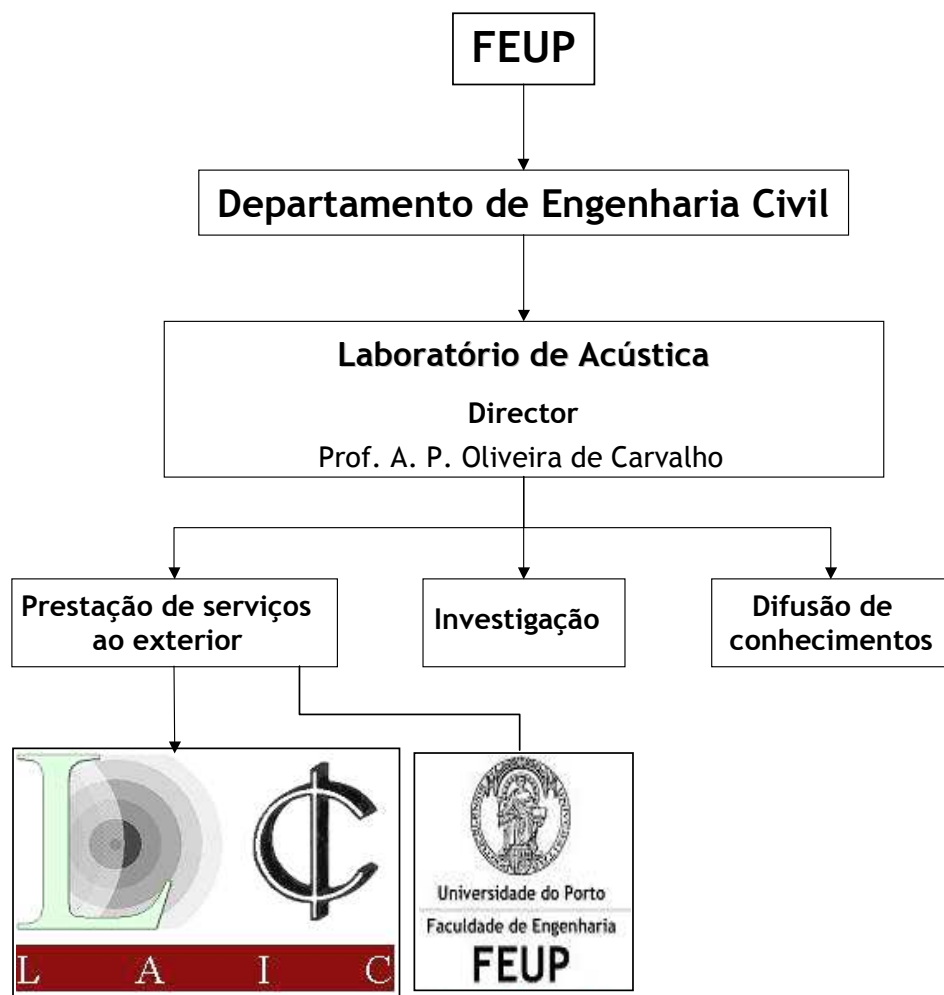 FEUP
Departamento de Engenharia Civil
Laboratório de Acústica
Director
Prof. A. P. Oliveira de Carvalho
Prestação de serviços
ao exterior
Investigação
Difusão de
conhecimentos
L A I C
Universidade do Porto
Faculdade de Engenharia
FEUP